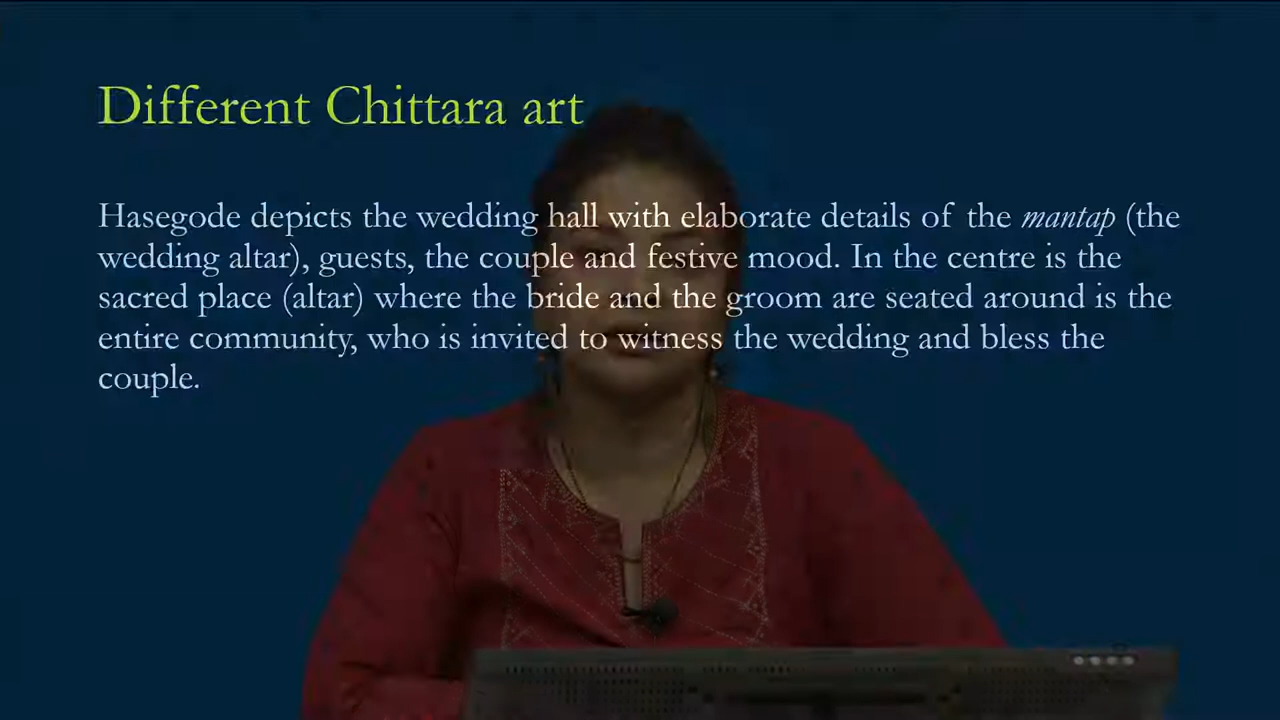 Different Chittara art
Hasegode depicts the wedding hall with elaborate details of the mantap (the
wedding altar), guests, the couple and festive mood. In the centre is the
sacred place (altar) where the bride and the groom are seated around is the
entire community, who is invited to witness the wedding and bless the
couple.